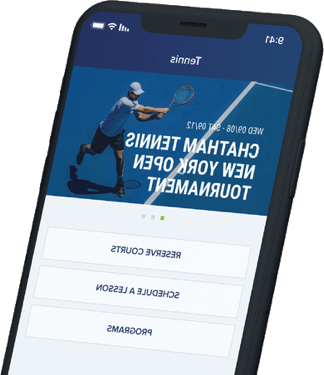 9:41
Tennis
WED 09/08 - SAT 09/12
CHATHAM TENNIS
NEW YORK OPEN
TOURNAMENT
RESERVE COURTS
SCHEDULE A LESSON
PROGRAMS